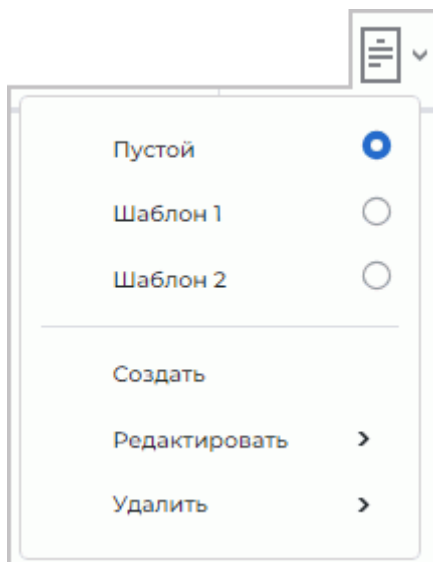 Пустой
Шаблон 1
Шаблон 2
Создать
Редактировать
Удалить